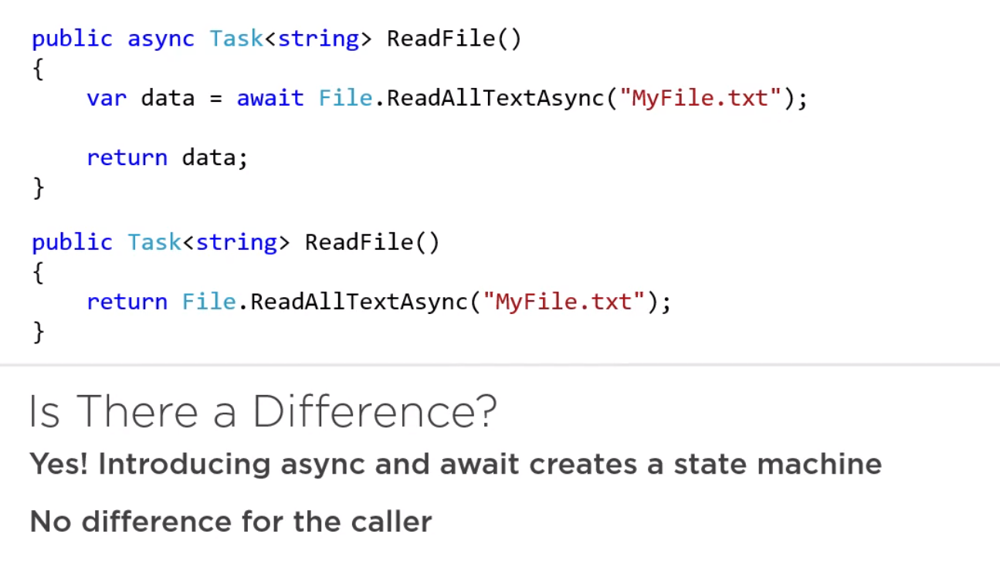 public async Task<string> ReadFile()
{
    var data = await File.ReadAllTextAsync("MyFile.txt");
    return data;
}
public Task<string> ReadFile()
{
    return File.ReadAllTextAsync("MyFile.txt");
}
Is There a Difference?
Yes! Introducing async and await creates a state machine
No difference for the caller